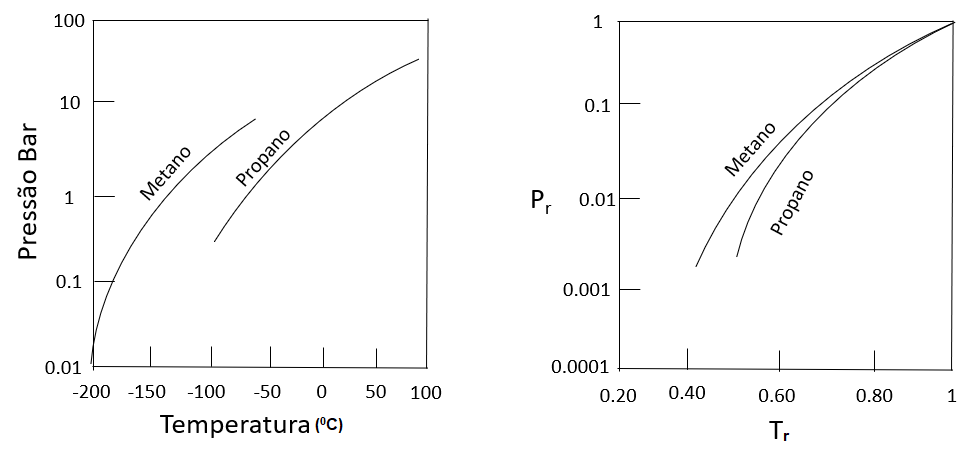 100
10
1
0.1
0.01
Pressão Bar
Metano
Propano
-200 -150 -100 -50 0 50 100
Temperatura (⁰C)
1
0.1
0.01
0.001
0.0001
Pr
Metano
Propano
0.20 0.40 0.60 0.80 1
Tr